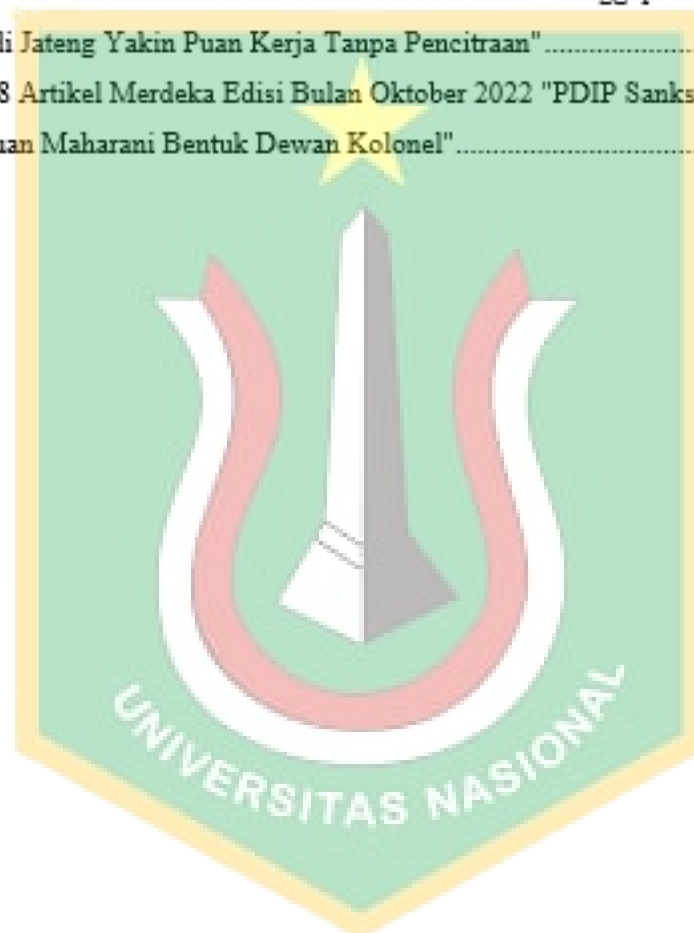 di Jateng Yakin Puan Kerja Tanpa Pencitraan"......................
8 Artikel Merdeka Edisi Bulan Oktober 2022 "PDIP Sanks
uan Maharani Bentuk Dewan Kolonel"...................................
UNIVERSITAS NASIONAL